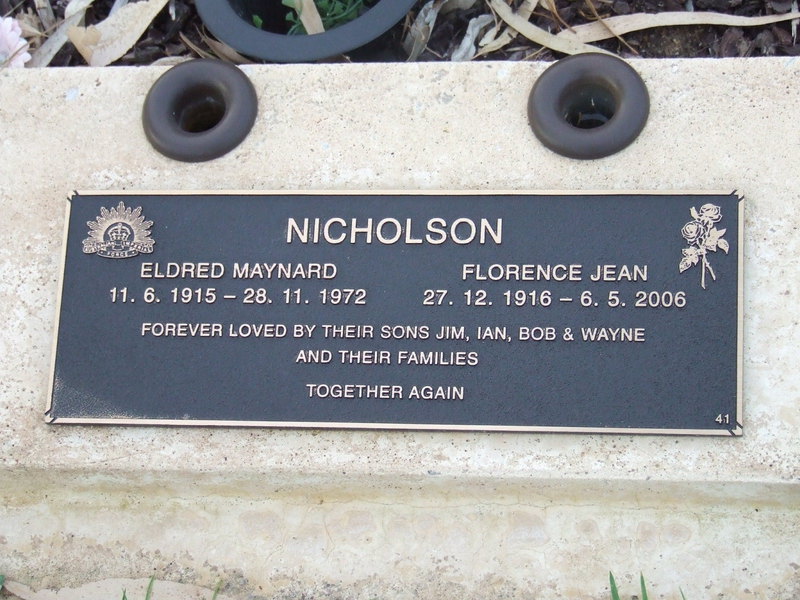 NICHOLSON
ELDRED MAYNARD
11. 6. 1915 – 28. 11. 1972
FLORENCE JEAN
27. 12. 1916 – 6. 5. 2006
FOREVER LOVED BY THEIR SONS JIM, IAN, BOB & WAYNE
AND THEIR FAMILIES
TOGETHER AGAIN
41